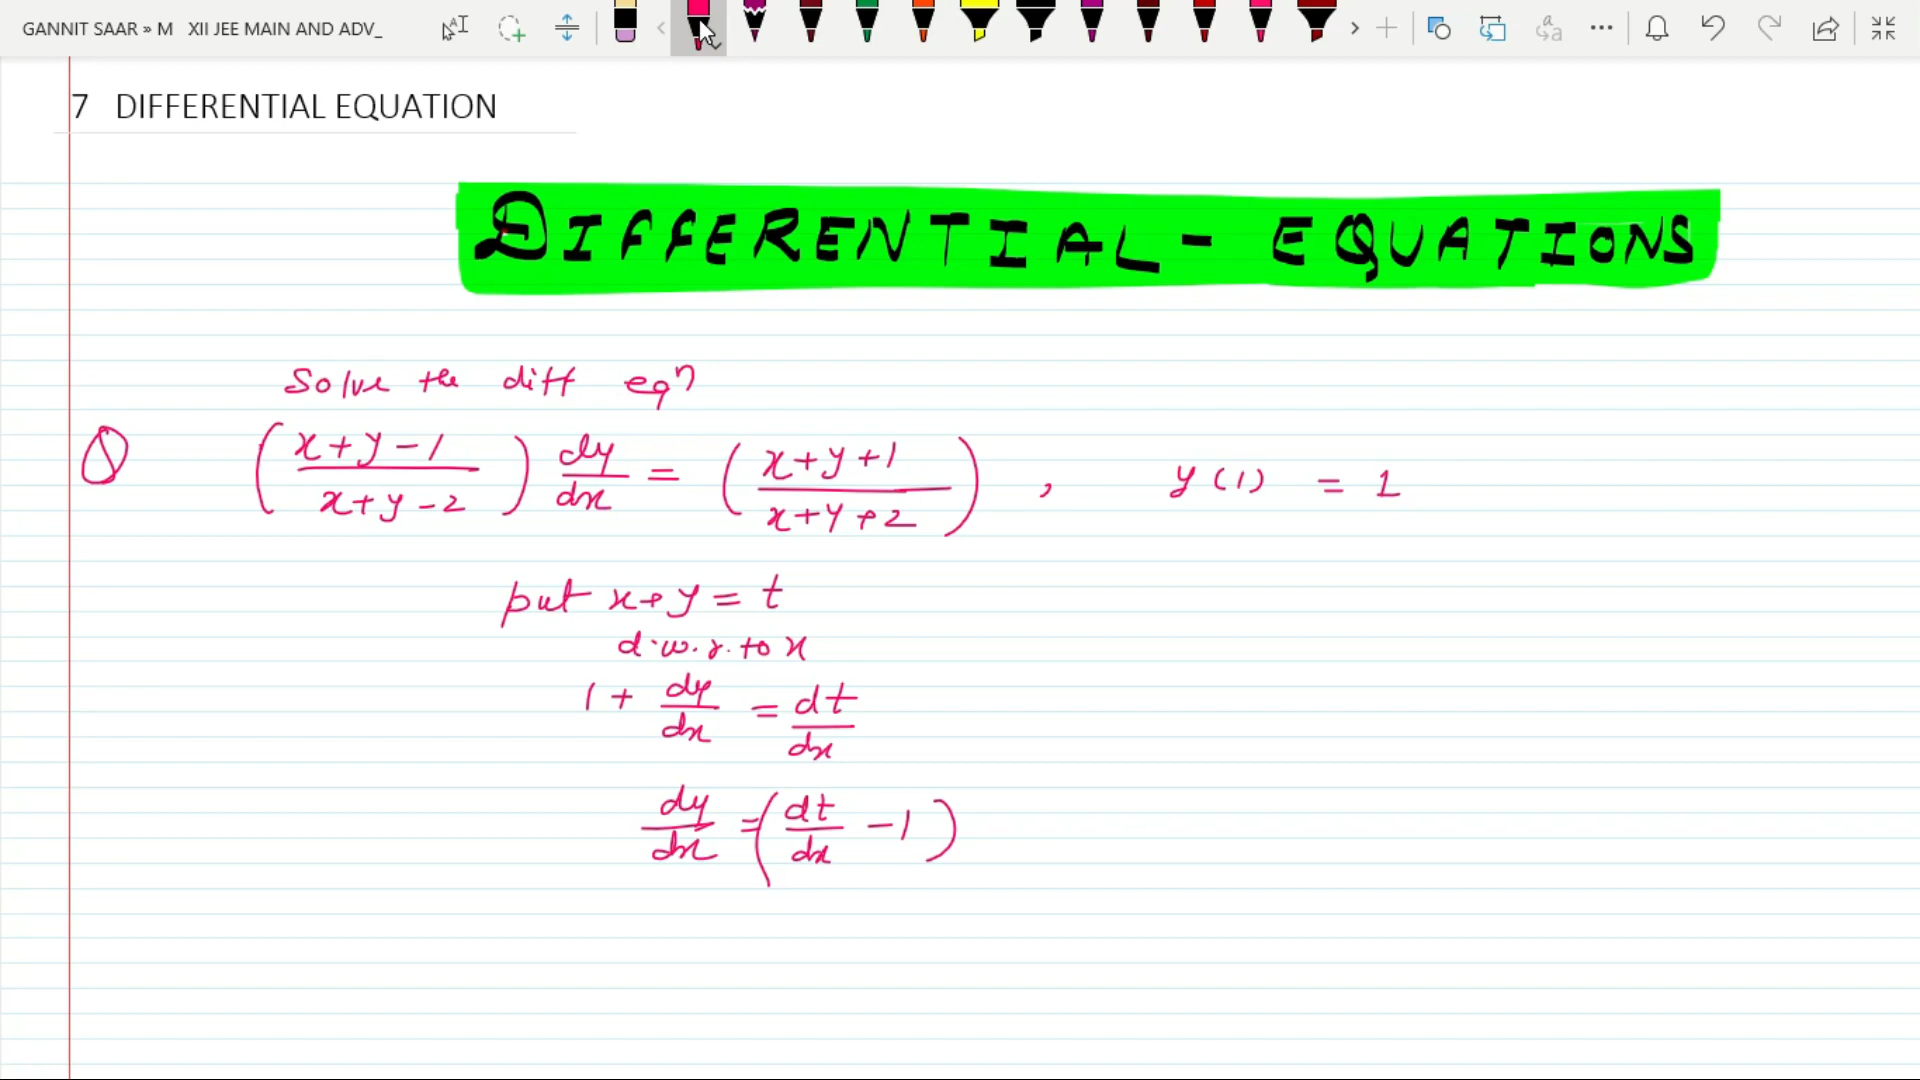 GANNIT SAAR » M XII JEE MAIN AND ADV_
7 DIFFERENTIAL EQUATION
DIFFERENTIAL - EQUATIONS
Solve the diff eqⁿ
Q ((x+y-1)/(x+y-2)) dy/dx = ((x+y+1)/(x+y+2)) , y(1) = 1
put x+y = t
d.w.r.to x
1 + dy/dx = dt/dx
dy/dx = (dt/dx - 1)